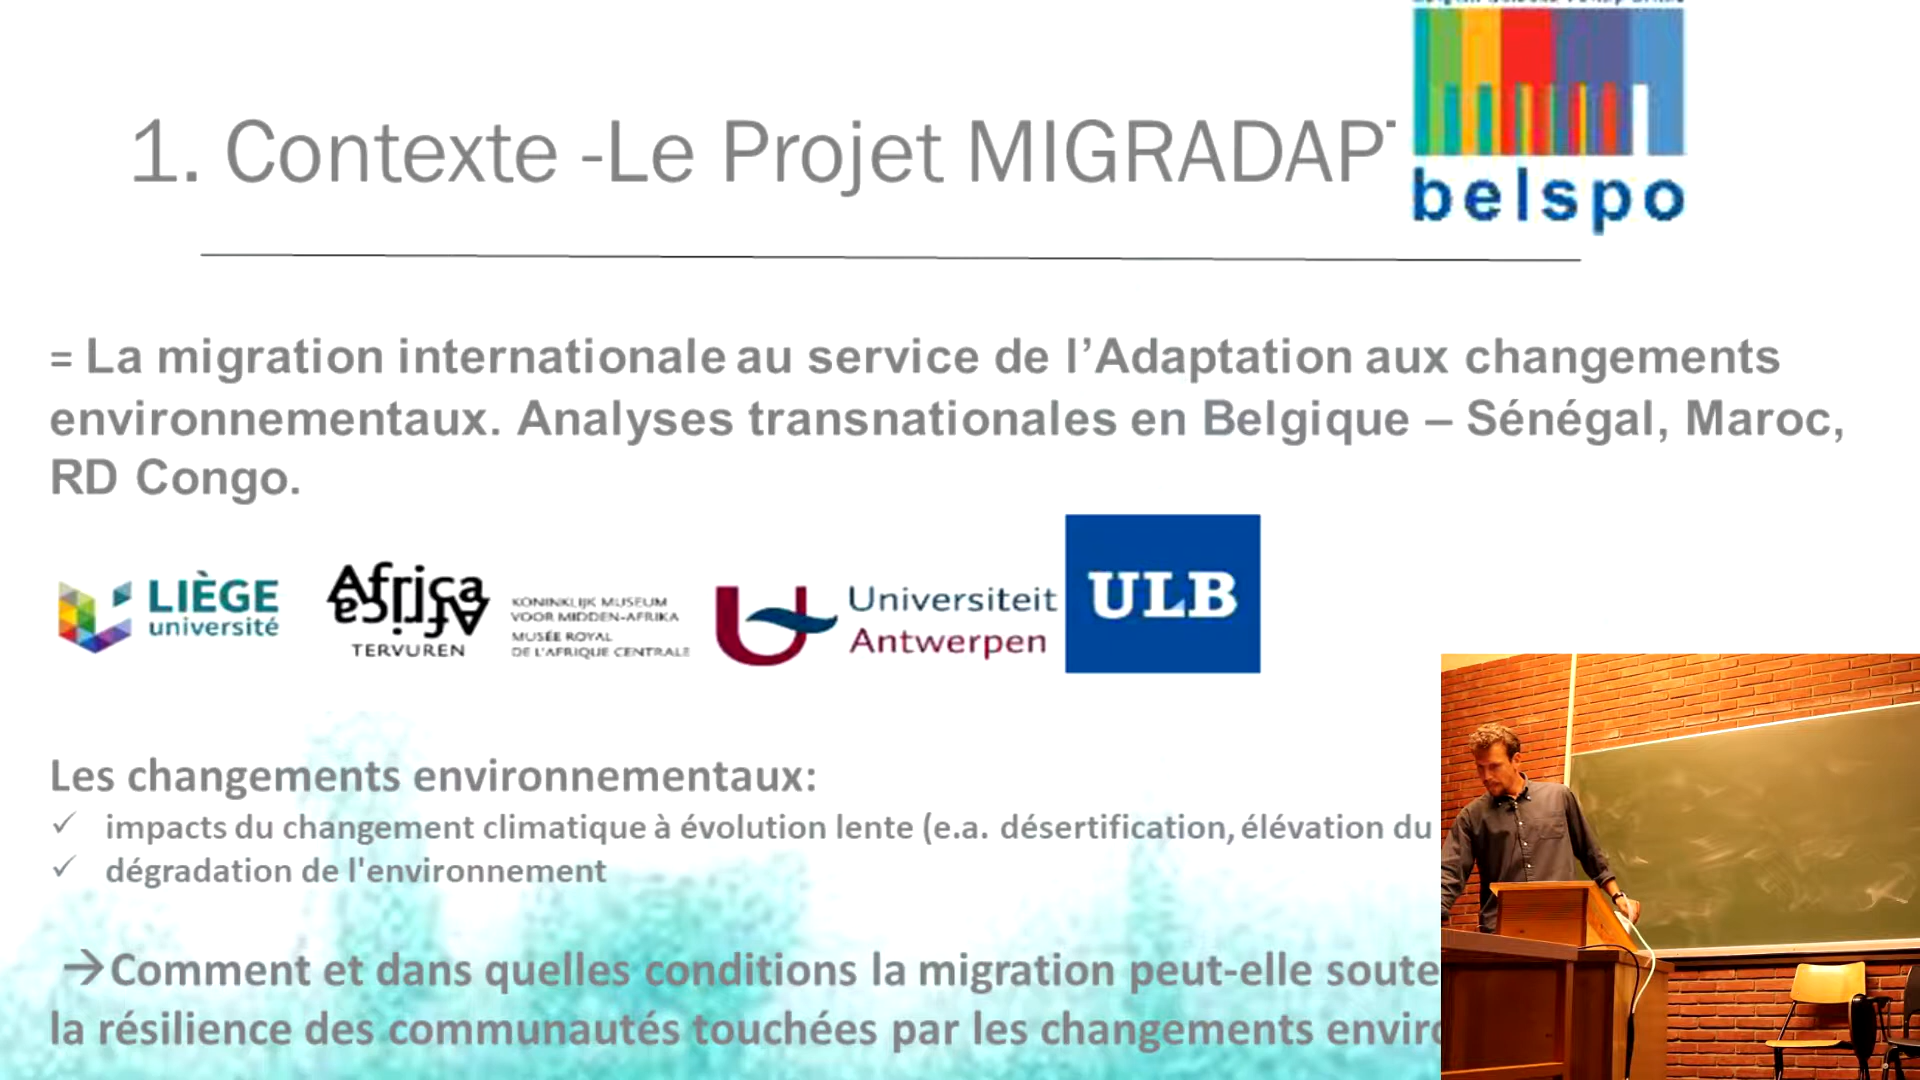 1. Contexte -Le Projet MIGRADAPT
belspo
= La migration internationale au service de l’Adaptation aux changements
environnementaux. Analyses transnationales en Belgique – Sénégal, Maroc,
RD Congo.
LIÈGE
université
Africa
TERVUREN
KONINKLIJK MUSEUM
VOOR MIDDEN-AFRIKA
MUSÉE ROYAL
DE L'AFRIQUE CENTRALE
Universiteit
Antwerpen
ULB
Les changements environnementaux:
✓ impacts du changement climatique à évolution lente (e.a. désertification, élévation du
✓ dégradation de l'environnement
→Comment et dans quelles conditions la migration peut-elle soute
la résilience des communautés touchées par les changements enviro